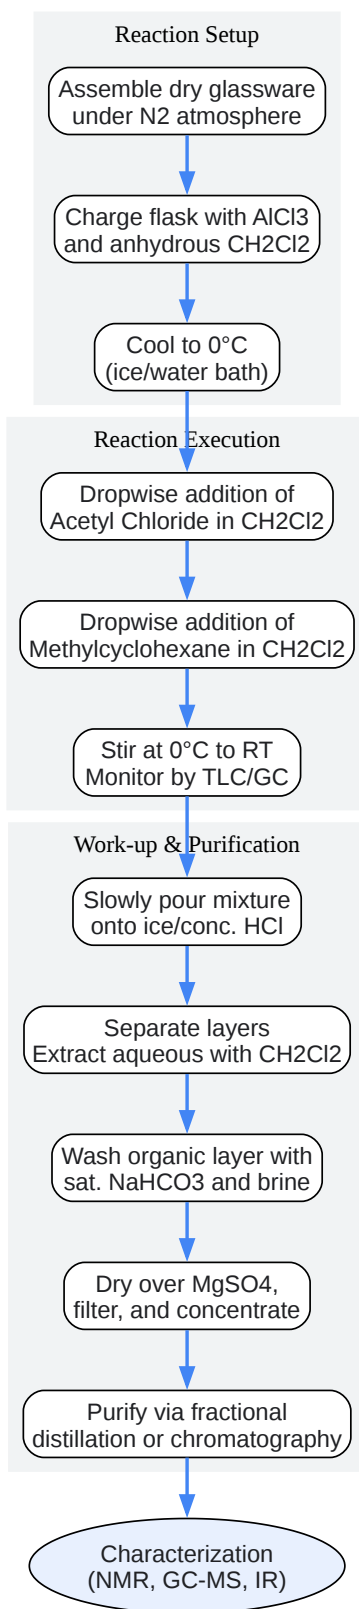 Reaction Setup
Assemble dry glassware
under N2 atmosphere
Charge flask with AlCl3
and anhydrous CH2Cl2
Cool to 0°C
(ice/water bath)
Reaction Execution
Dropwise addition of
Acetyl Chloride in CH2Cl2
Dropwise addition of
Methylcyclohexane in CH2Cl2
Stir at 0°C to RT
Monitor by TLC/GC
Work-up & Purification
Slowly pour mixture
onto ice/conc. HCl
Separate layers
Extract aqueous with CH2Cl2
Wash organic layer with
sat. NaHCO3 and brine
Dry over MgSO4,
filter, and concentrate
Purify via fractional
distillation or chromatography
Characterization
(NMR, GC-MS, IR)